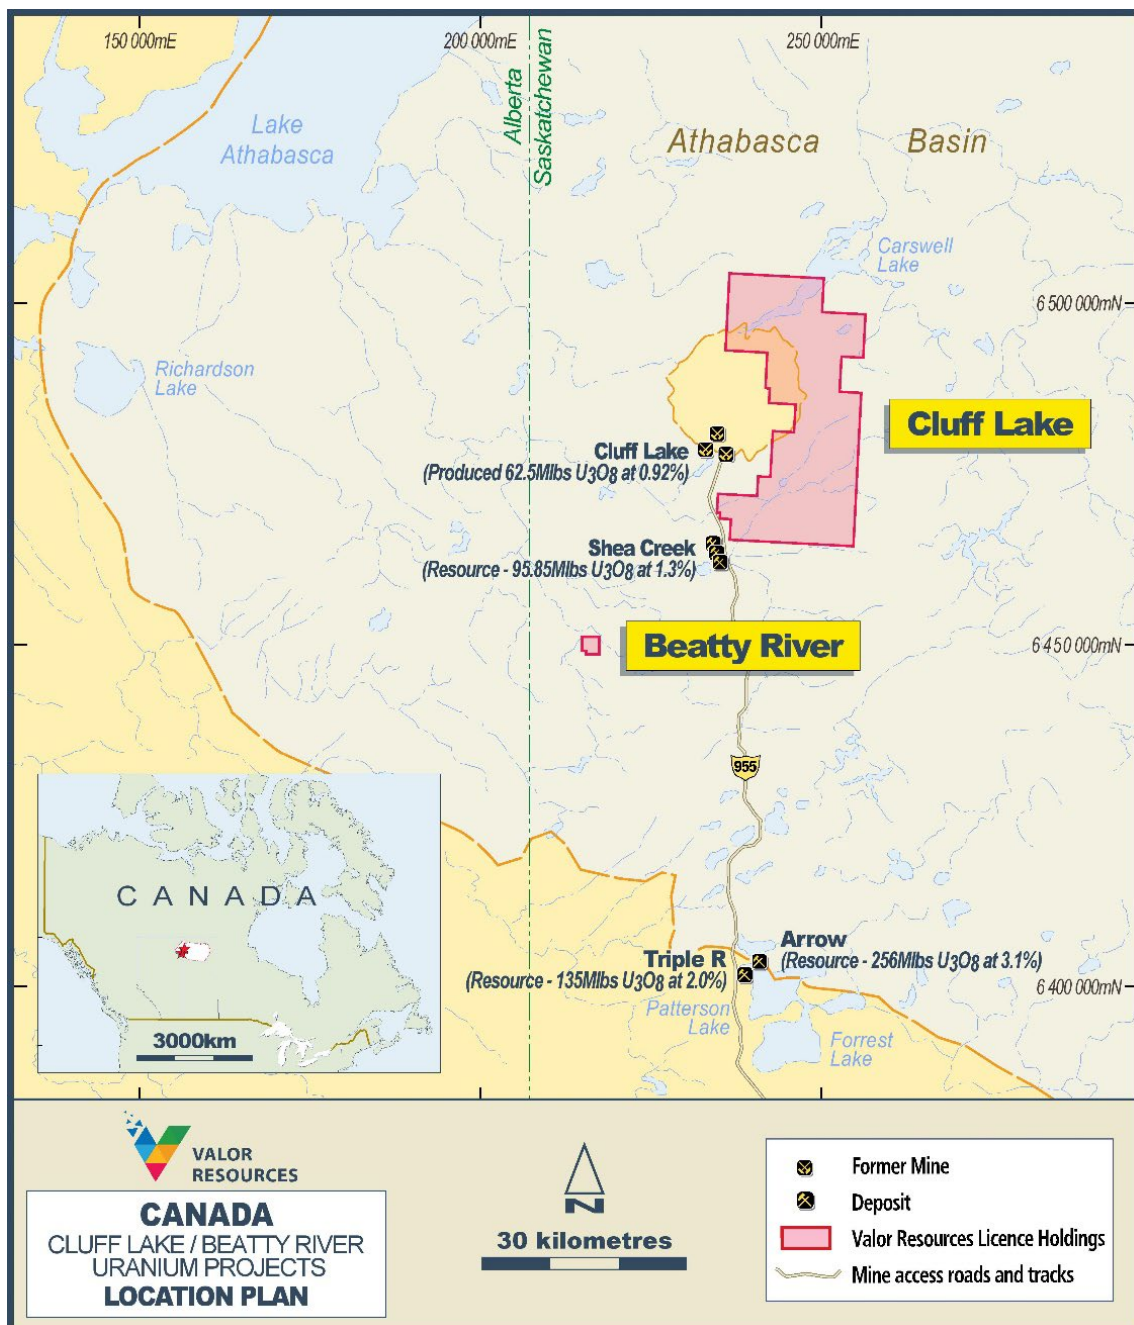 150 000mE
200 000mE
250 000mE
Alberta
Saskatchewan
Lake
Athabasca
Athabasca Basin
Carswell
Lake
6 500 000mN
Richardson
Lake
Cluff Lake
Cluff Lake
(Produced 62.5Mlbs U3O8 at 0.92%)
Shea Creek
(Resource - 95.85Mlbs U3O8 at 1.3%)
Beatty River
6 450 000mN
955
CANADA
3000km
Arrow
(Resource - 256Mlbs U3O8 at 3.1%)
Triple R
(Resource - 135Mlbs U3O8 at 2.0%)
6 400 000mN
Patterson
Lake
Forrest
Lake
VALOR
RESOURCES
CANADA
CLUFF LAKE / BEATTY RIVER
URANIUM PROJECTS
LOCATION PLAN
N
30 kilometres
Former Mine
Deposit
Valor Resources Licence Holdings
Mine access roads and tracks